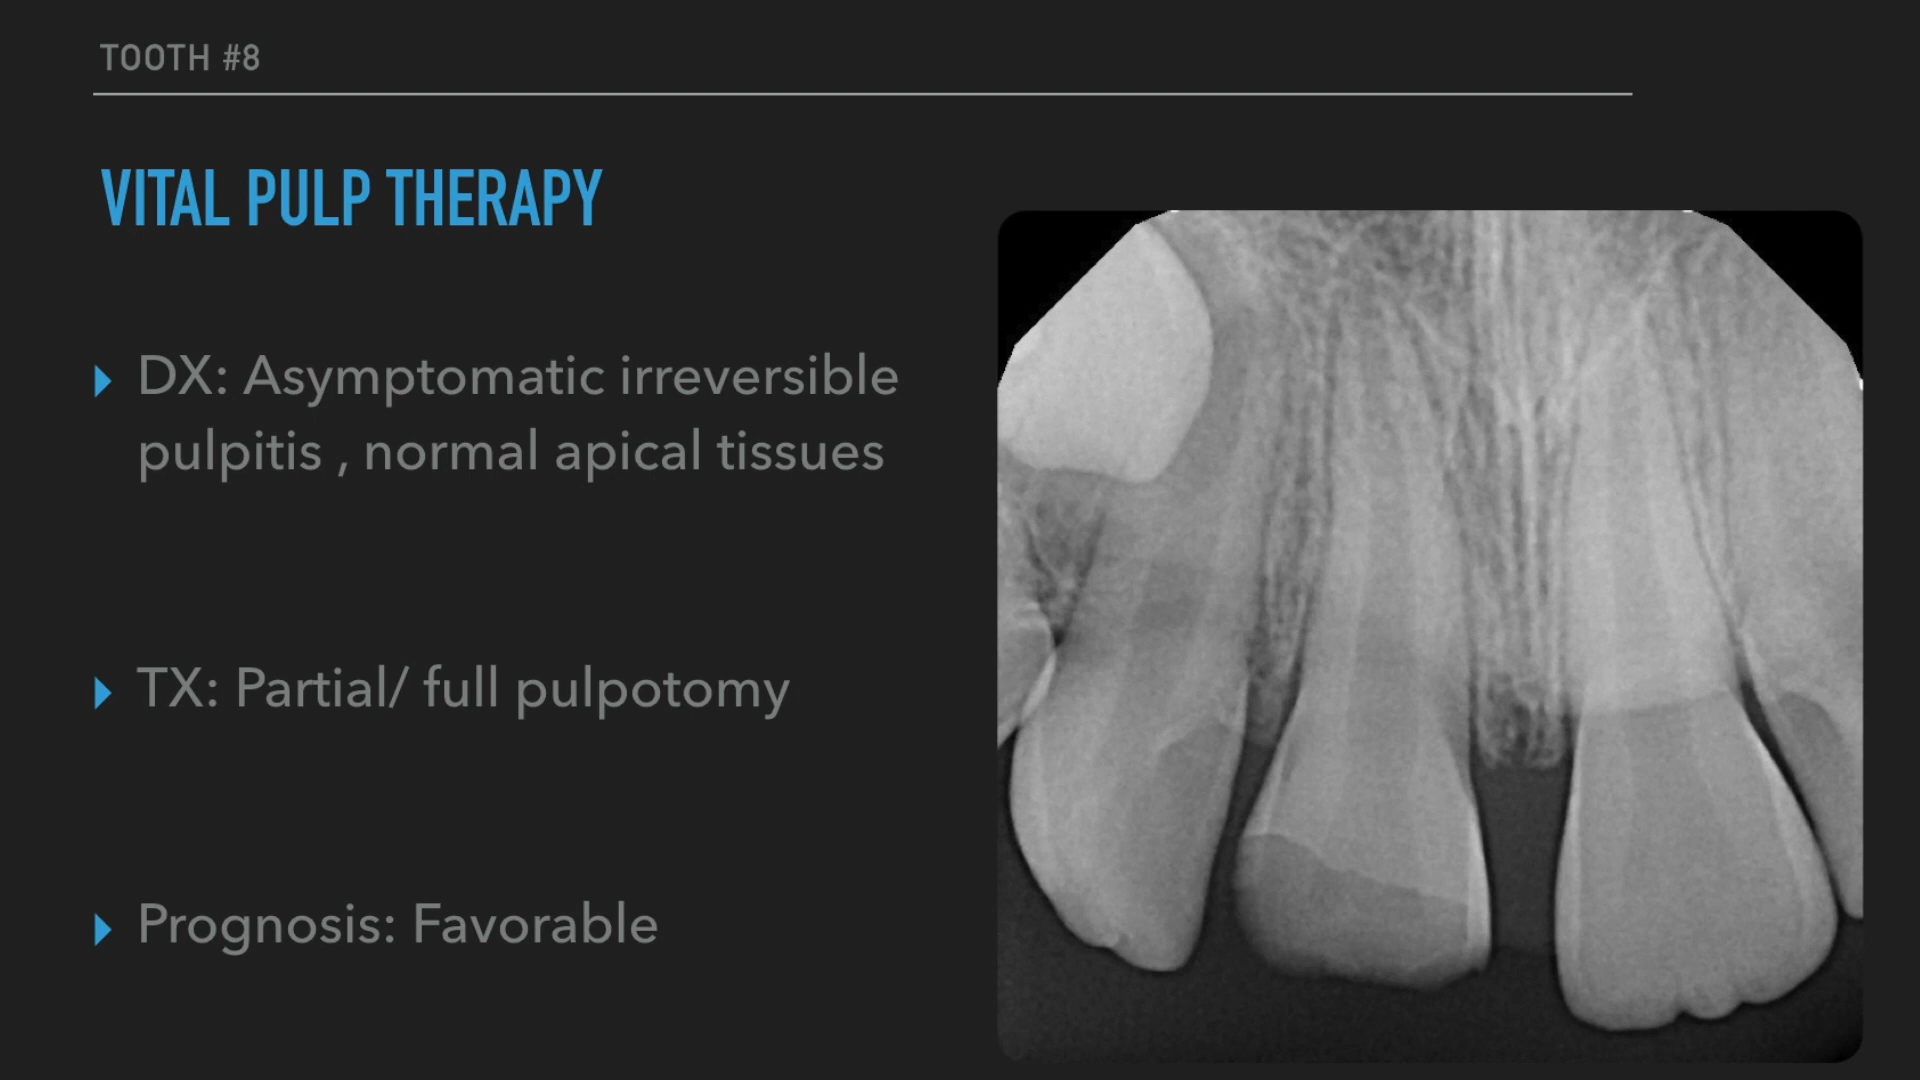 TOOTH #8
VITAL PULP THERAPY
DX: Asymptomatic irreversible
pulpitis , normal apical tissues
TX: Partial/ full pulpotomy
Prognosis: Favorable